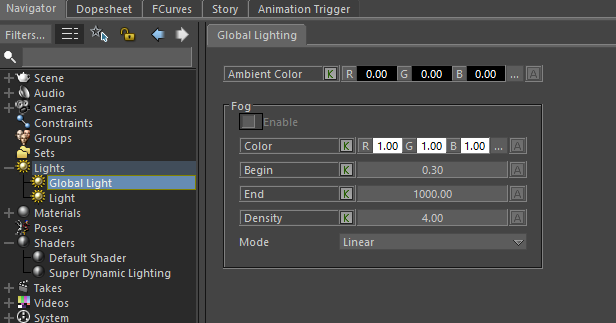 Navigator Dopesheet FCurves Story Animation Trigger
Filters...
Global Lighting
Ambient Color K R 0.00 G 0.00 B 0.00 ... A
Scene
Audio
Cameras
Constraints
Groups
Sets
Lights
Global Light
Light
Materials
Poses
Shaders
Default Shader
Super Dynamic Lighting
Takes
Videos
System
Fog
Enable
Color K R 1.00 G 1.00 B 1.00 ... A
Begin K 0.30 A
End K 1000.00 A
Density K 4.00 A
Mode Linear